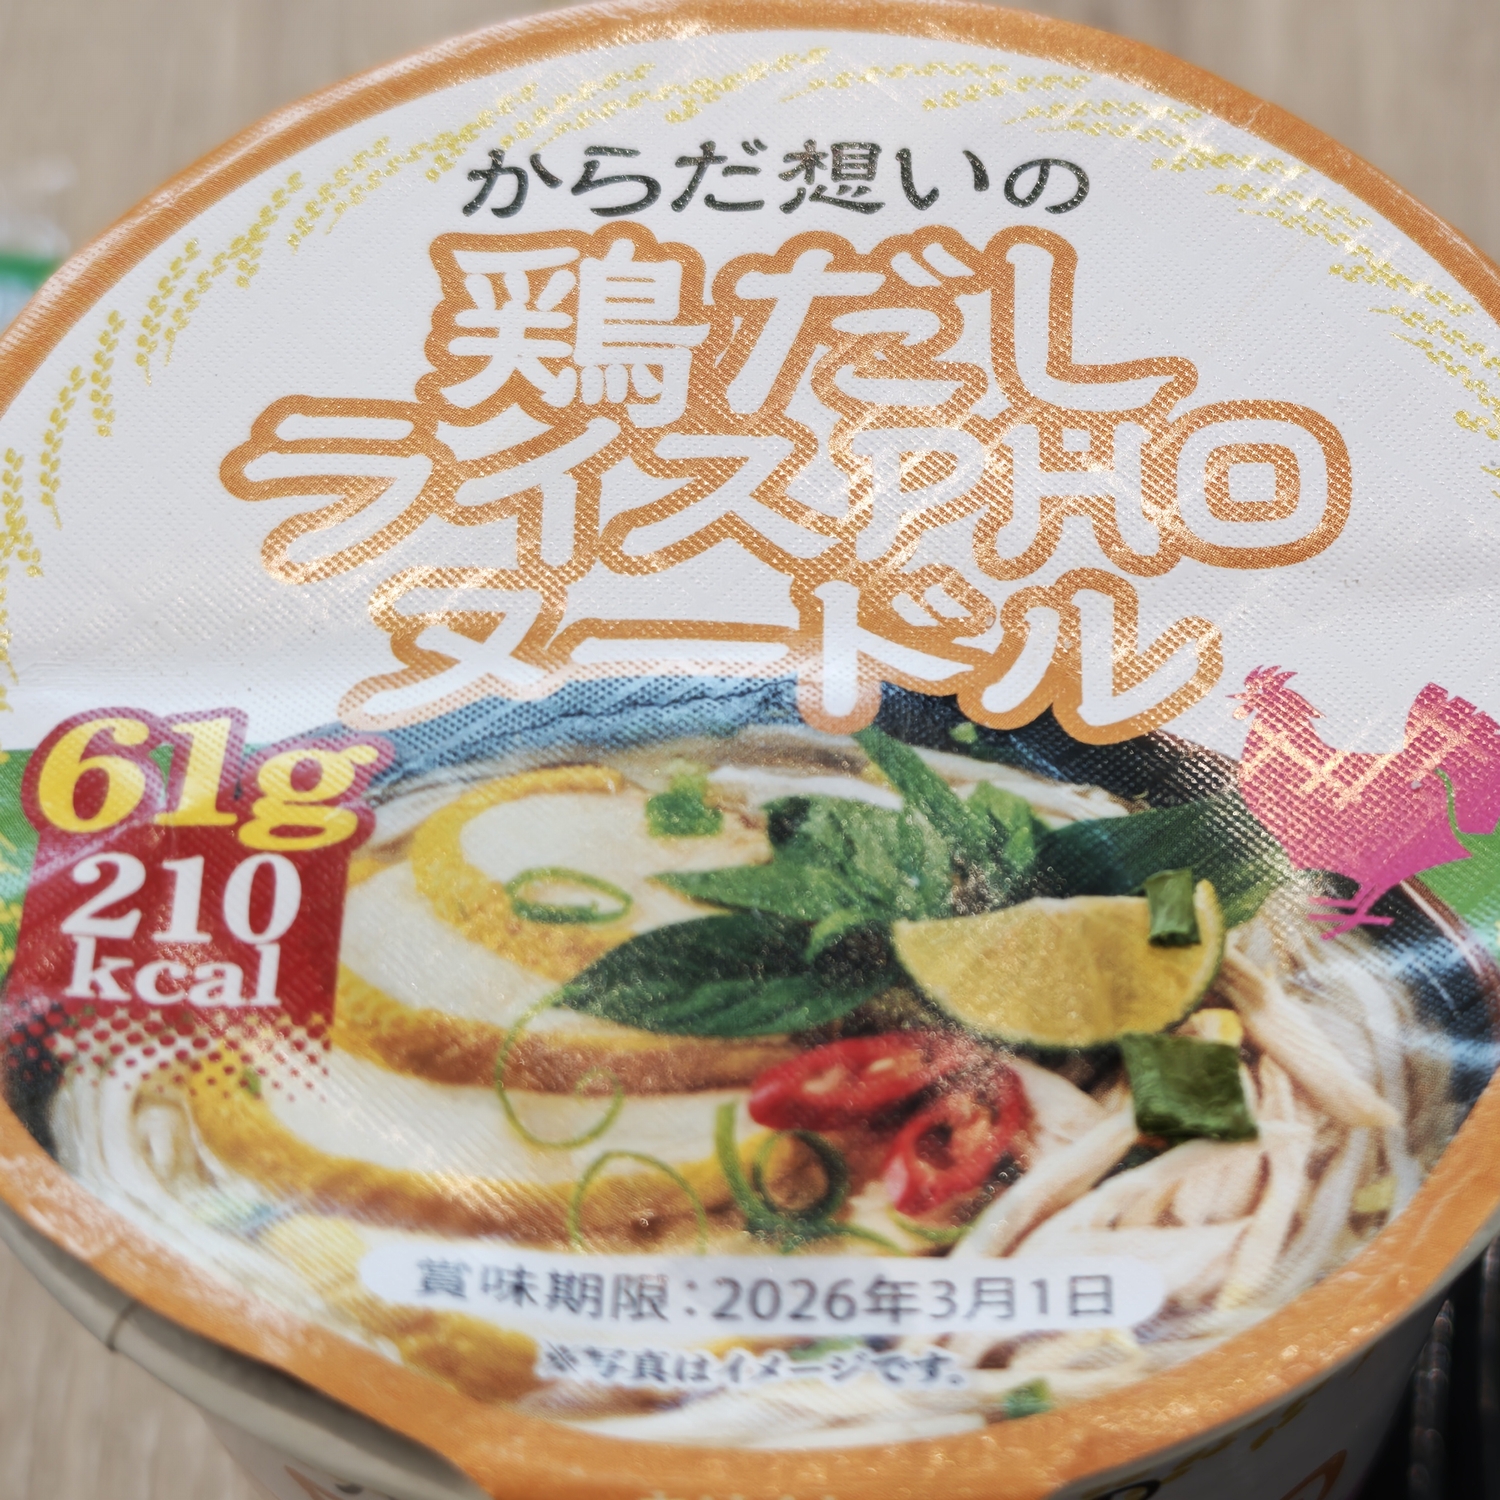 からだ想いの
鶏だし
ライスPHO
ヌードル
61g
210
kcal
賞味期限:2026年3月1日
※写真はイメージです。